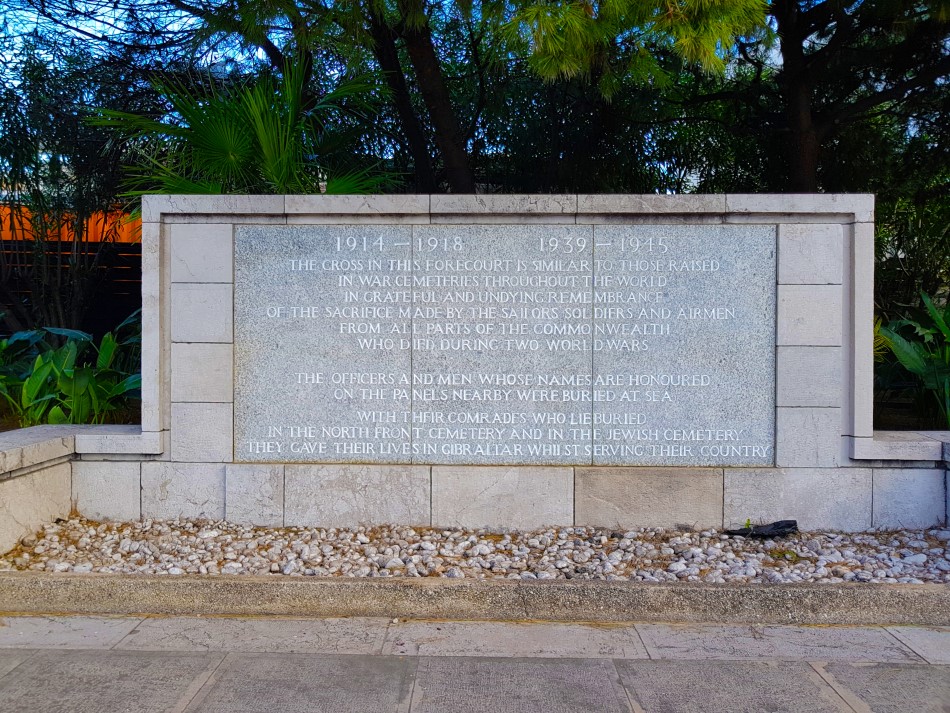 1914 – 1918 1939 – 1945
THE CROSS IN THIS FORECOURT IS SIMILAR TO THOSE RAISED
IN WAR CEMETERIES THROUGHOUT THE WORLD
IN GRATEFUL AND UNDYING REMEMBRANCE
OF THE SACRIFICE MADE BY THE SAILORS SOLDIERS AND AIRMEN
FROM ALL PARTS OF THE COMMONWEALTH
WHO DIED DURING TWO WORLD WARS
THE OFFICERS AND MEN WHOSE NAMES ARE HONOURED
ON THE PANELS NEARBY WERE BURIED AT SEA
WITH THEIR COMRADES WHO LIE BURIED
IN THE NORTH FRONT CEMETERY AND IN THE JEWISH CEMETERY
THEY GAVE THEIR LIVES IN GIBRALTAR WHILST SERVING THEIR COUNTRY